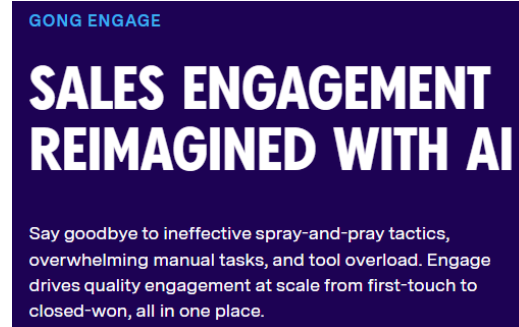 GONG ENGAGE
SALES ENGAGEMENT
REIMAGINED WITH AI
Say goodbye to ineffective spray-and-pray tactics,
overwhelming manual tasks, and tool overload. Engage
drives quality engagement at scale from first-touch to
closed-won, all in one place.